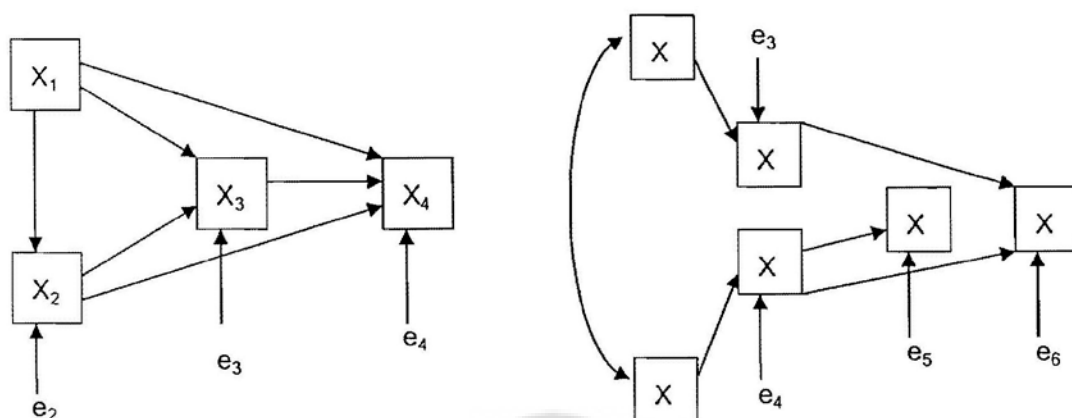 X₁
X₂
X₃
X₄
e₂
e₃
e₄
X
e₃
X
X
X
X
X
e₄
e₅
e₆